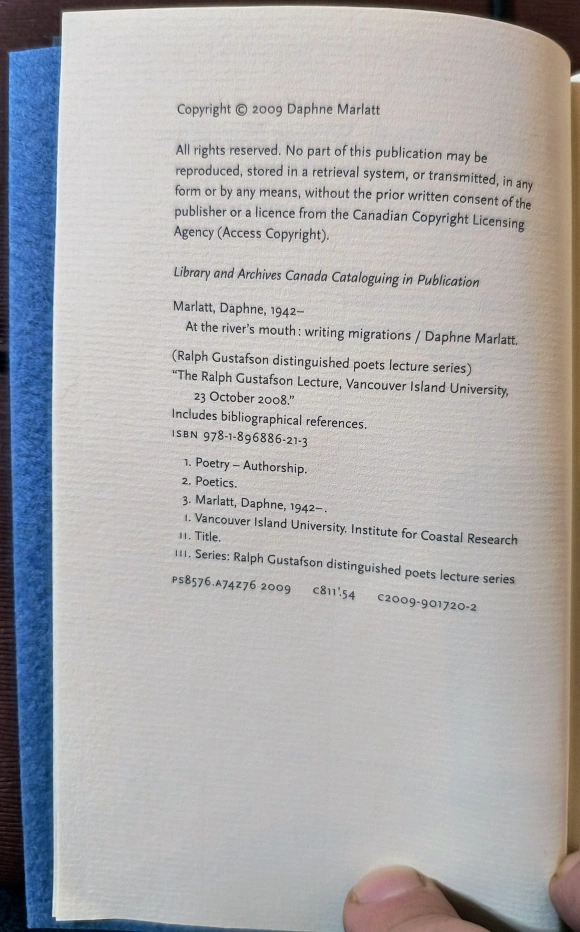 Copyright © 2009 Daphne Marlatt
All rights reserved. No part of this publication may be
reproduced, stored in a retrieval system, or transmitted, in any
form or by any means, without the prior written consent of the
publisher or a licence from the Canadian Copyright Licensing
Agency (Access Copyright).
Library and Archives Canada Cataloguing in Publication
Marlatt, Daphne, 1942–
At the river's mouth : writing migrations / Daphne Marlatt.
(Ralph Gustafson distinguished poets lecture series)
“The Ralph Gustafson Lecture, Vancouver Island University,
23 October 2008.”
Includes bibliographical references.
ISBN 978-1-896886-21-3
1. Poetry – Authorship.
2. Poetics.
3. Marlatt, Daphne, 1942–.
I. Vancouver Island University. Institute for Coastal Research
II. Title.
III. Series: Ralph Gustafson distinguished poets lecture series
PS8576.A74Z76 2009 C811'.54 C2009-901720-2